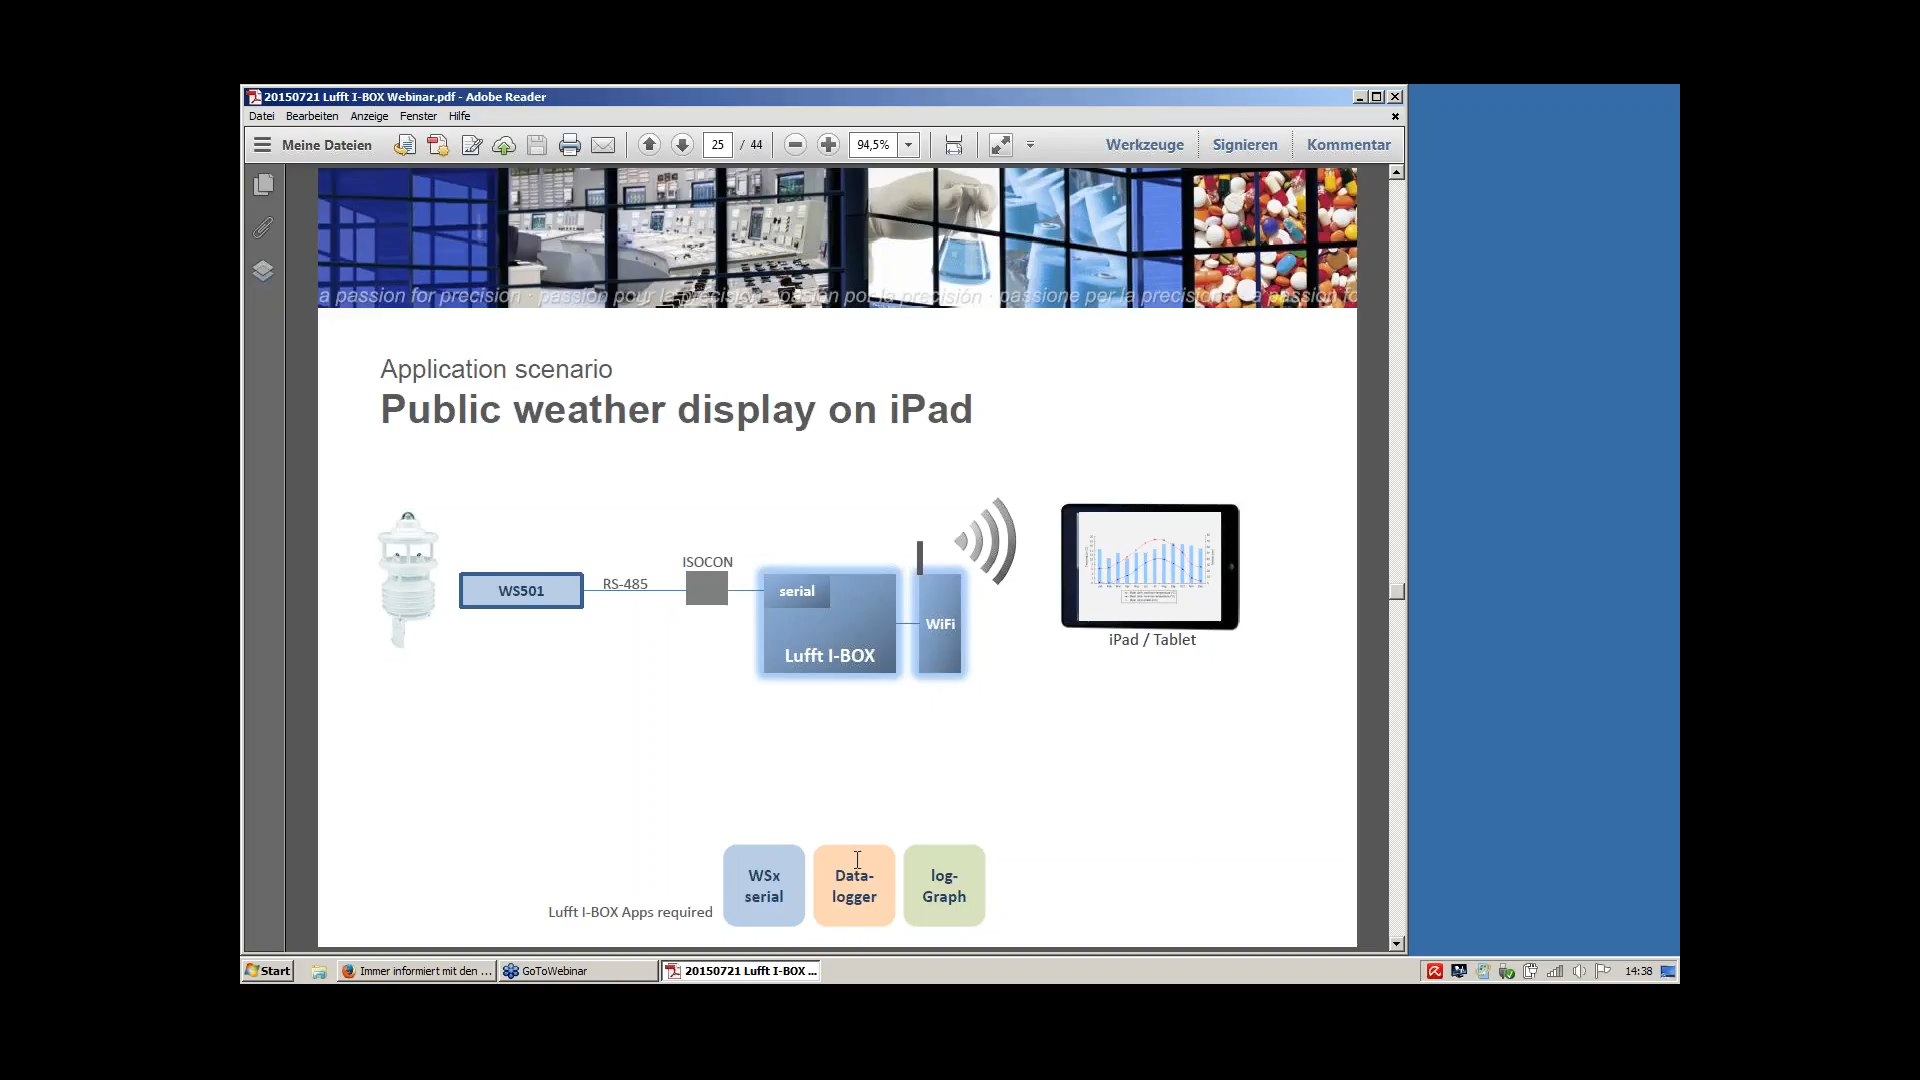 20150721 Lufft I-BOX Webinar.pdf - Adobe Reader
Datei Bearbeiten Anzeige Fenster Hilfe
Meine Dateien 25 / 44 94,5% Werkzeuge Signieren Kommentar
a passion for precision · passion pour la précision · pasión por la precisión · passione per la precisione · a passion fo
Application scenario
Public weather display on iPad
WS501
RS-485
ISOCON
serial
Lufft I-BOX
WiFi
iPad / Tablet
Lufft I-BOX Apps required
WSx
serial
Data-
logger
log-
Graph
Start Immer informiert mit den ... GoToWebinar 20150721 Lufft I-BOX ... 14:38